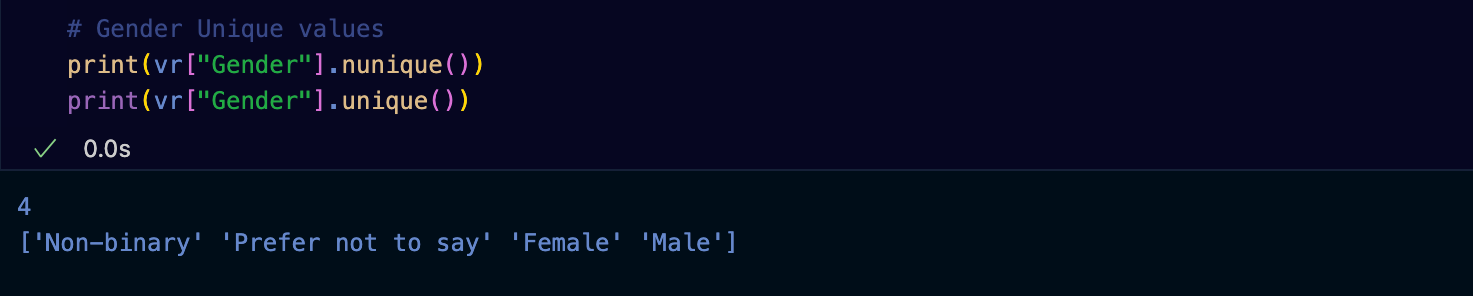 # Gender Unique values
print(vr["Gender"].nunique())
print(vr["Gender"].unique())
0.0s
4
['Non-binary' 'Prefer not to say' 'Female' 'Male']